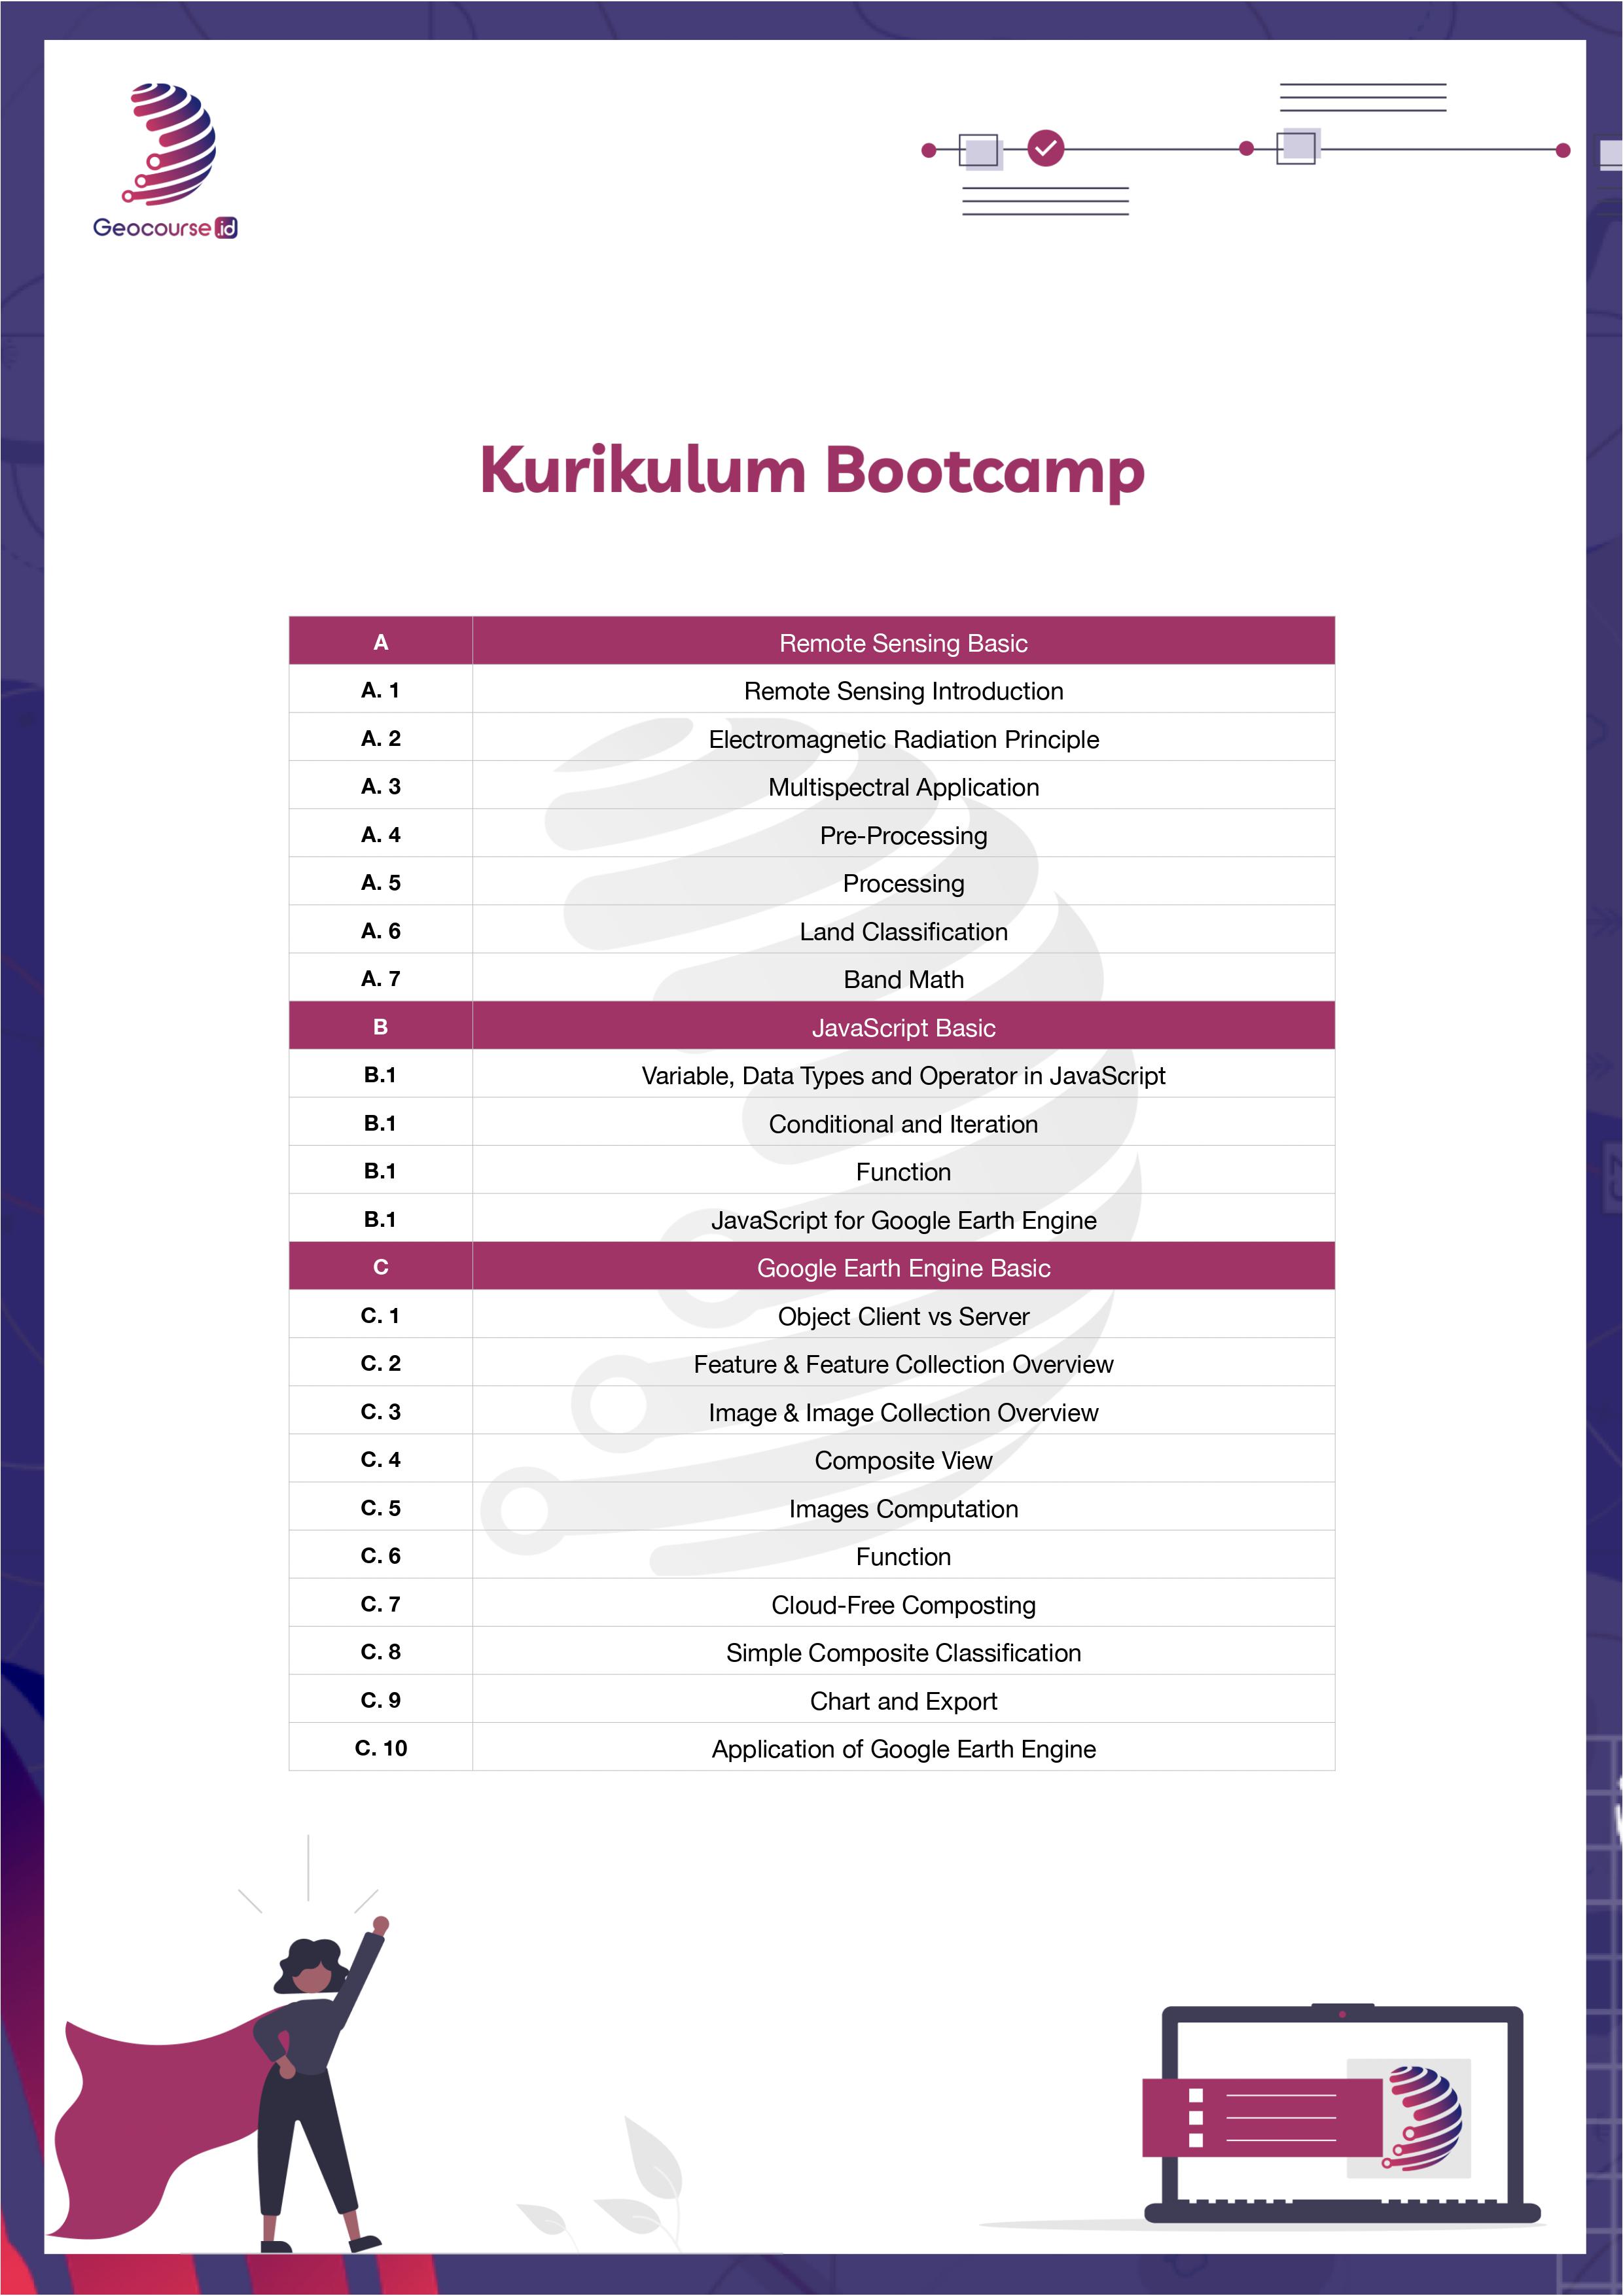 Geocourse.id
Kurikulum Bootcamp
A Remote Sensing Basic
A. 1 Remote Sensing Introduction
A. 2 Electromagnetic Radiation Principle
A. 3 Multispectral Application
A. 4 Pre-Processing
A. 5 Processing
A. 6 Land Classification
A. 7 Band Math
B JavaScript Basic
B.1 Variable, Data Types and Operator in JavaScript
B.1 Conditional and Iteration
B.1 Function
B.1 JavaScript for Google Earth Engine
C Google Earth Engine Basic
C. 1 Object Client vs Server
C. 2 Feature & Feature Collection Overview
C. 3 Image & Image Collection Overview
C. 4 Composite View
C. 5 Images Computation
C. 6 Function
C. 7 Cloud-Free Composting
C. 8 Simple Composite Classification
C. 9 Chart and Export
C. 10 Application of Google Earth Engine